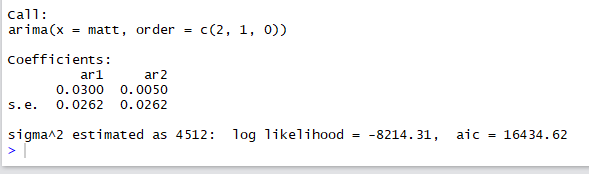 Call:
arima(x = matt, order = c(2, 1, 0))
Coefficients:
ar1 ar2
0.0300 0.0050
s.e. 0.0262 0.0262
sigma^2 estimated as 4512: log likelihood = -8214.31, aic = 16434.62
>